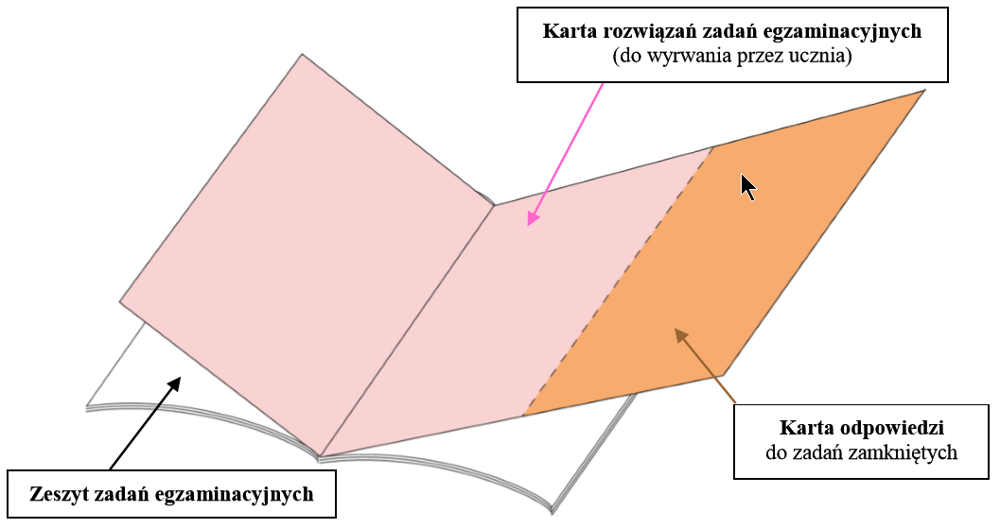 Karta rozwiązań zadań egzaminacyjnych
(do wyrwania przez ucznia)
Karta odpowiedzi
do zadań zamkniętych
Zeszyt zadań egzaminacyjnych